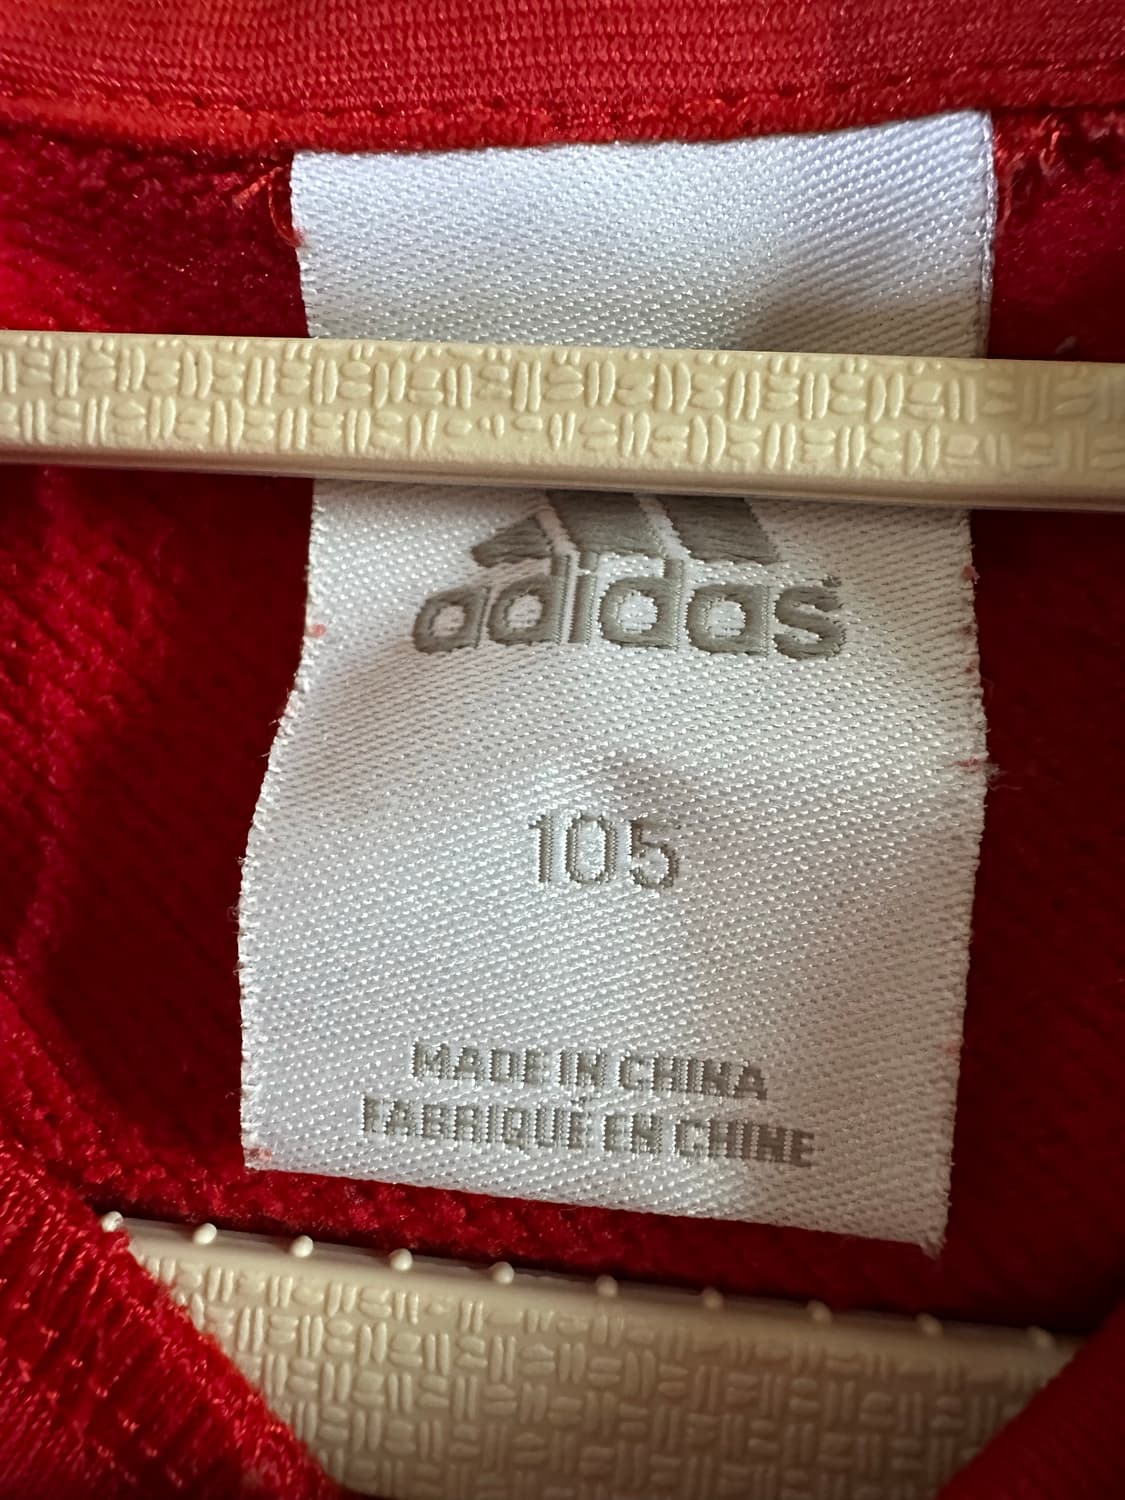 adidas
105
MADE IN CHINA
FABRIQUÉ EN CHINE